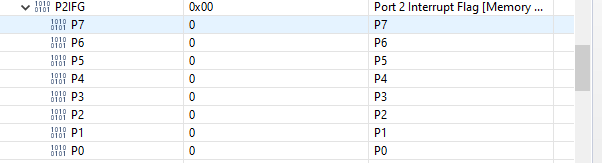 P2IFG 0x00 Port 2 Interrupt Flag [Memory ...
P7 0 P7
P6 0 P6
P5 0 P5
P4 0 P4
P3 0 P3
P2 0 P2
P1 0 P1
P0 0 P0